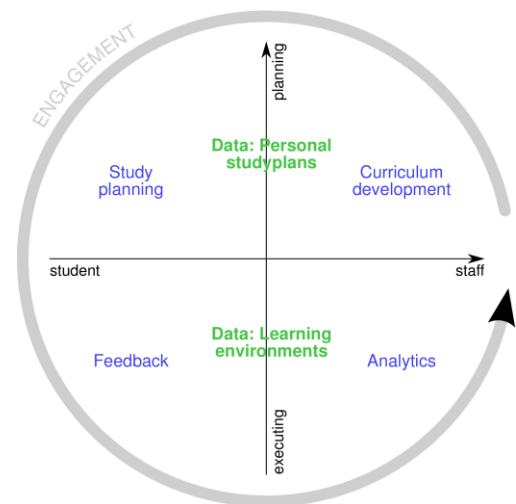 ENGAGEMENT
planning
Data: Personal
studyplans
Study
planning
Curriculum
development
student
staff
Data: Learning
environments
Feedback
Analytics
executing